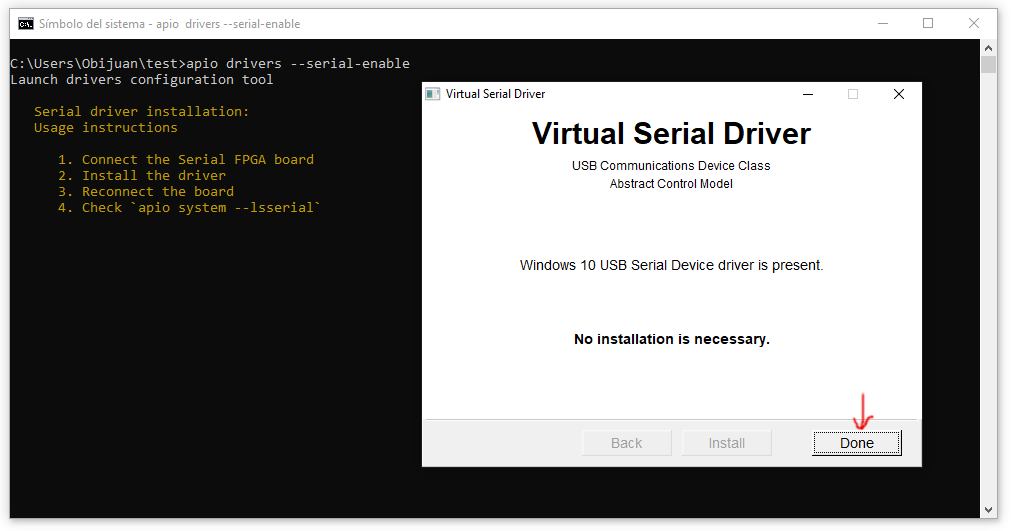 Símbolo del sistema - apio  drivers --serial-enable
C:\Users\Obijuan\test>apio drivers --serial-enable
Launch drivers configuration tool
Serial driver installation:
Usage instructions
1. Connect the Serial FPGA board
2. Install the driver
3. Reconnect the board
4. Check `apio system --lsserial`
Virtual Serial Driver
Virtual Serial Driver
USB Communications Device Class
Abstract Control Model
Windows 10 USB Serial Device driver is present.
No installation is necessary.
Back
Install
Done